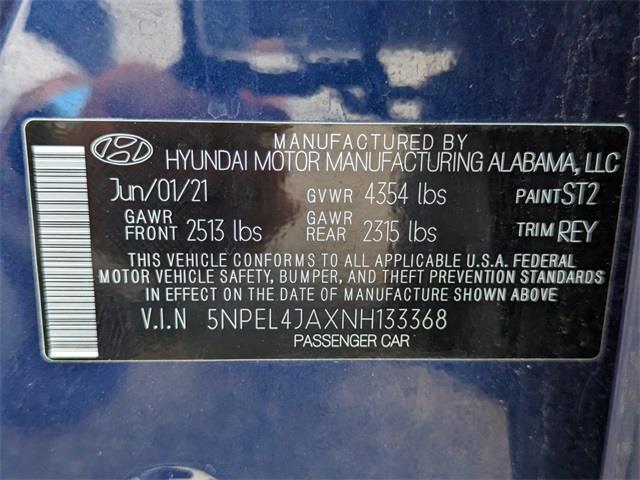 MANUFACTURED BY
HYUNDAI MOTOR MANUFACTURING ALABAMA, LLC
Jun/01/21 GVWR 4354 lbs PAINT ST2
GAWR GAWR
FRONT 2513 lbs REAR 2315 lbs TRIM REY
THIS VEHICLE CONFORMS TO ALL APPLICABLE U.S.A. FEDERAL
MOTOR VEHICLE SAFETY, BUMPER, AND THEFT PREVENTION STANDARDS
IN EFFECT ON THE DATE OF MANUFACTURE SHOWN ABOVE
V.I.N 5NPEL4JAXNH133368
PASSENGER CAR